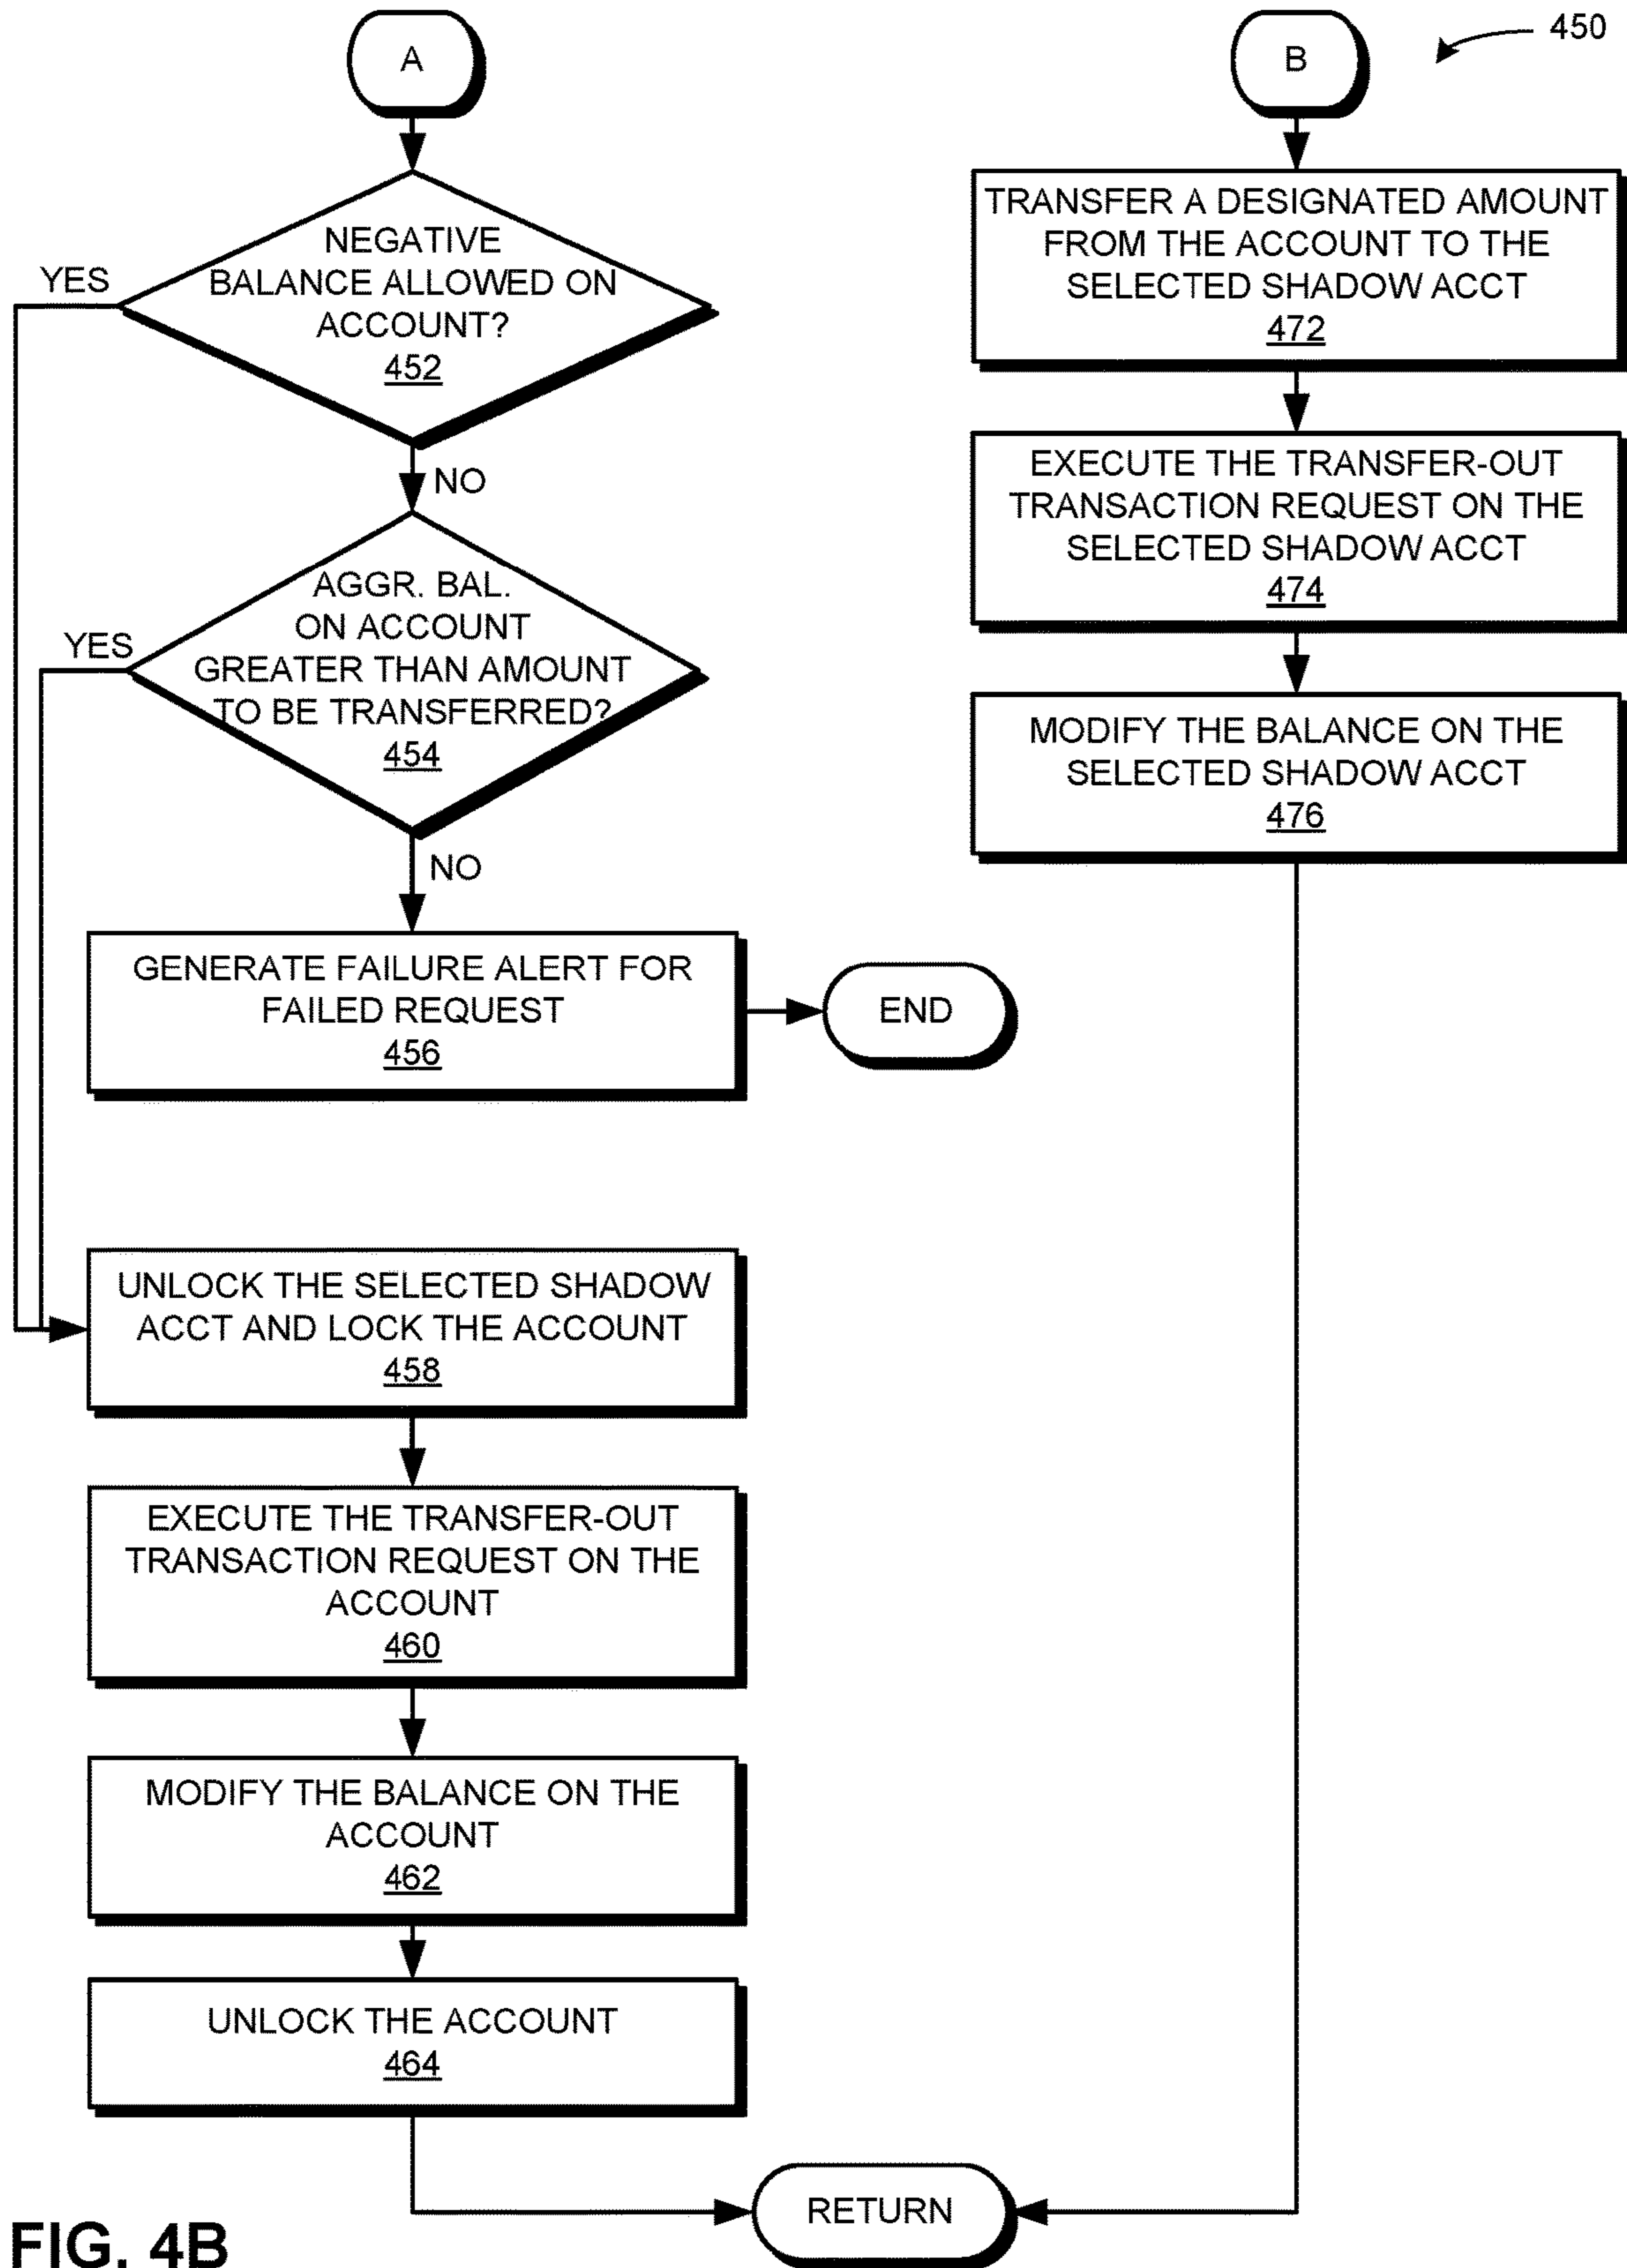 A
NEGATIVE
BALANCE ALLOWED ON
ACCOUNT?
452
YES
NO
AGGR. BAL.
ON ACCOUNT
GREATER THAN AMOUNT
TO BE TRANSFERRED?
454
YES
NO
GENERATE FAILURE ALERT FOR
FAILED REQUEST
456
END
UNLOCK THE SELECTED SHADOW
ACCT AND LOCK THE ACCOUNT
458
EXECUTE THE TRANSFER-OUT
TRANSACTION REQUEST ON THE
ACCOUNT
460
MODIFY THE BALANCE ON THE
ACCOUNT
462
UNLOCK THE ACCOUNT
464
B
450
TRANSFER A DESIGNATED AMOUNT
FROM THE ACCOUNT TO THE
SELECTED SHADOW ACCT
472
EXECUTE THE TRANSFER-OUT
TRANSACTION REQUEST ON THE
SELECTED SHADOW ACCT
474
MODIFY THE BALANCE ON THE
SELECTED SHADOW ACCT
476
RETURN
FIG. 4B